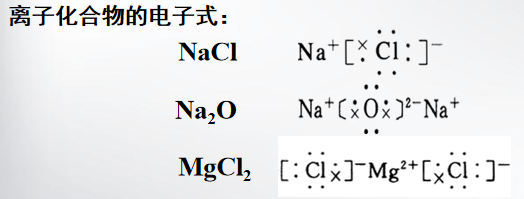 离子化合物的电子式：
NaCl Na⁺[ ×Cl: ]⁻
Na₂O Na⁺[ ×O× ]²⁻Na⁺
MgCl₂ [ :Cl× ]⁻Mg²⁺[ ×Cl: ]⁻